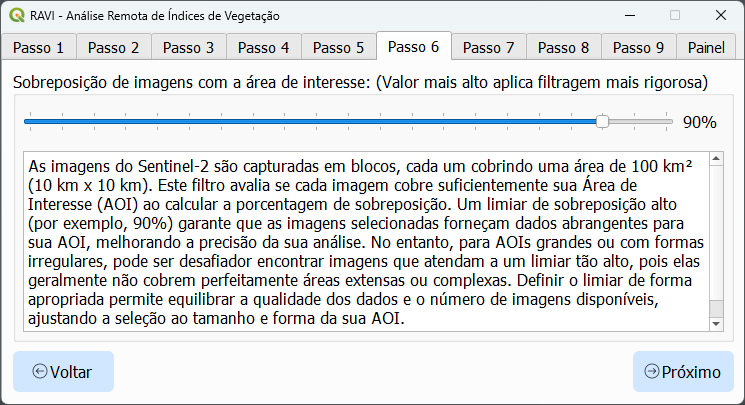 RAVI - Análise Remota de Índices de Vegetação
Passo 1 Passo 2 Passo 3 Passo 4 Passo 5 Passo 6 Passo 7 Passo 8 Passo 9 Painel
Sobreposição de imagens com a área de interesse: (Valor mais alto aplica filtragem mais rigorosa)
90%
As imagens do Sentinel-2 são capturadas em blocos, cada um cobrindo uma área de 100 km²
(10 km x 10 km). Este filtro avalia se cada imagem cobre suficientemente sua Área de
Interesse (AOI) ao calcular a porcentagem de sobreposição. Um limiar de sobreposição alto
(por exemplo, 90%) garante que as imagens selecionadas forneçam dados abrangentes para
sua AOI, melhorando a precisão da sua análise. No entanto, para AOIs grandes ou com formas
irregulares, pode ser desafiador encontrar imagens que atendam a um limiar tão alto, pois elas
geralmente não cobrem perfeitamente áreas extensas ou complexas. Definir o limiar de forma
apropriada permite equilibrar a qualidade dos dados e o número de imagens disponíveis,
ajustando a seleção ao tamanho e forma da sua AOI.
Voltar
Próximo